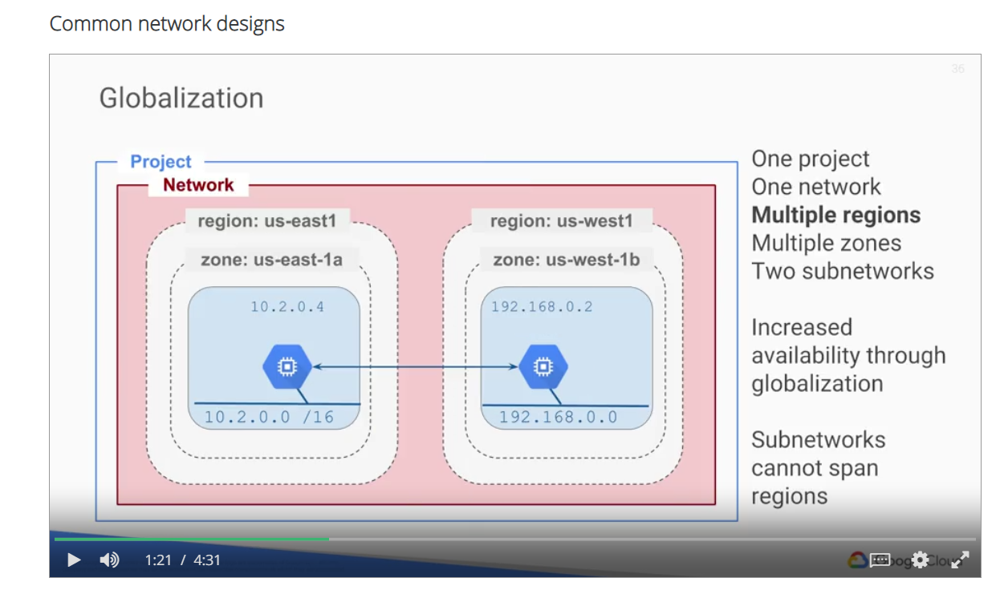 Common network designs
36
Globalization
Project
Network
region: us-east1
zone: us-east-1a
10.2.0.4
10.2.0.0 /16
region: us-west1
zone: us-west-1b
192.168.0.2
192.168.0.0
One project
One network
Multiple regions
Multiple zones
Two subnetworks
Increased
availability through
globalization
Subnetworks
cannot span
regions
1:21 / 4:31